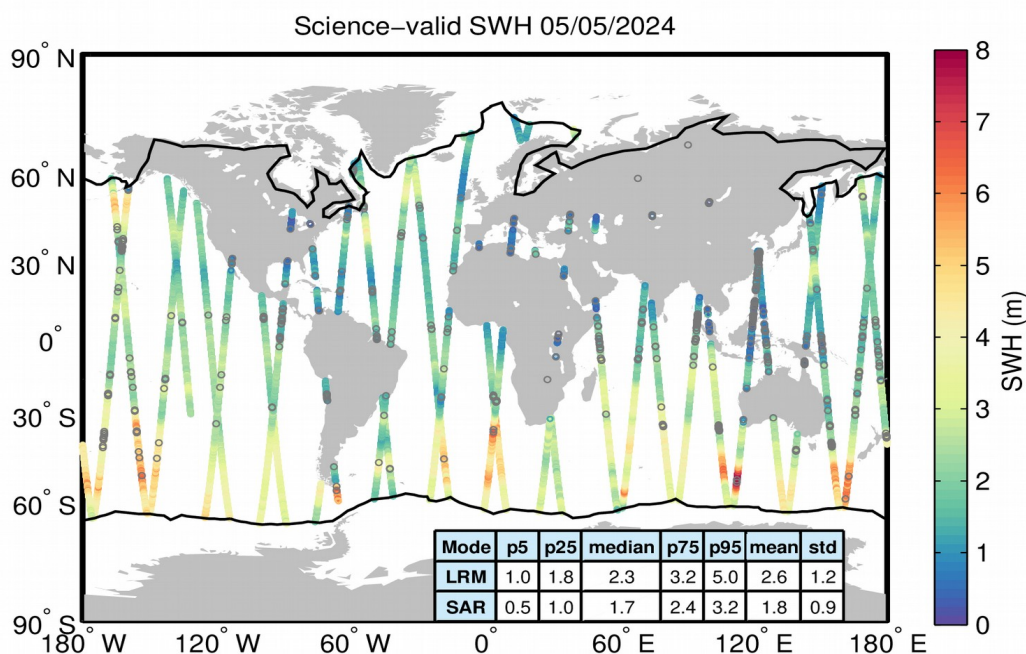 Science−valid SWH 05/05/2024
90° N
60° N
30° N
0°
30° S
60° S
90° S
180° W
120° W
60° W
0°
60° E
120° E
180° E
Mode p5 p25 median p75 p95 mean std
LRM 1.0 1.8 2.3 3.2 5.0 2.6 1.2
SAR 0.5 1.0 1.7 2.4 3.2 1.8 0.9
8
7
6
5
4
3
2
1
0
SWH (m)